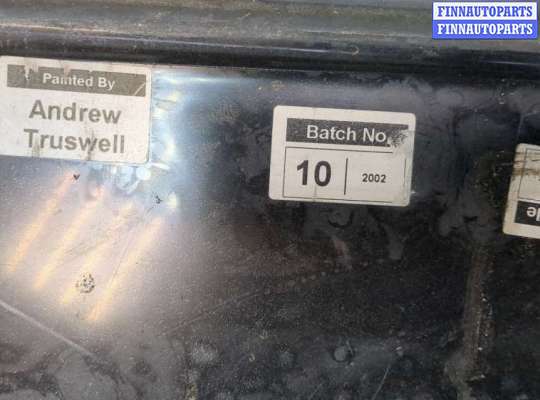 FINNAUTOPARTS
FINNAUTOPARTS
Painted By
Andrew
Truswell
Batch No
10
2002